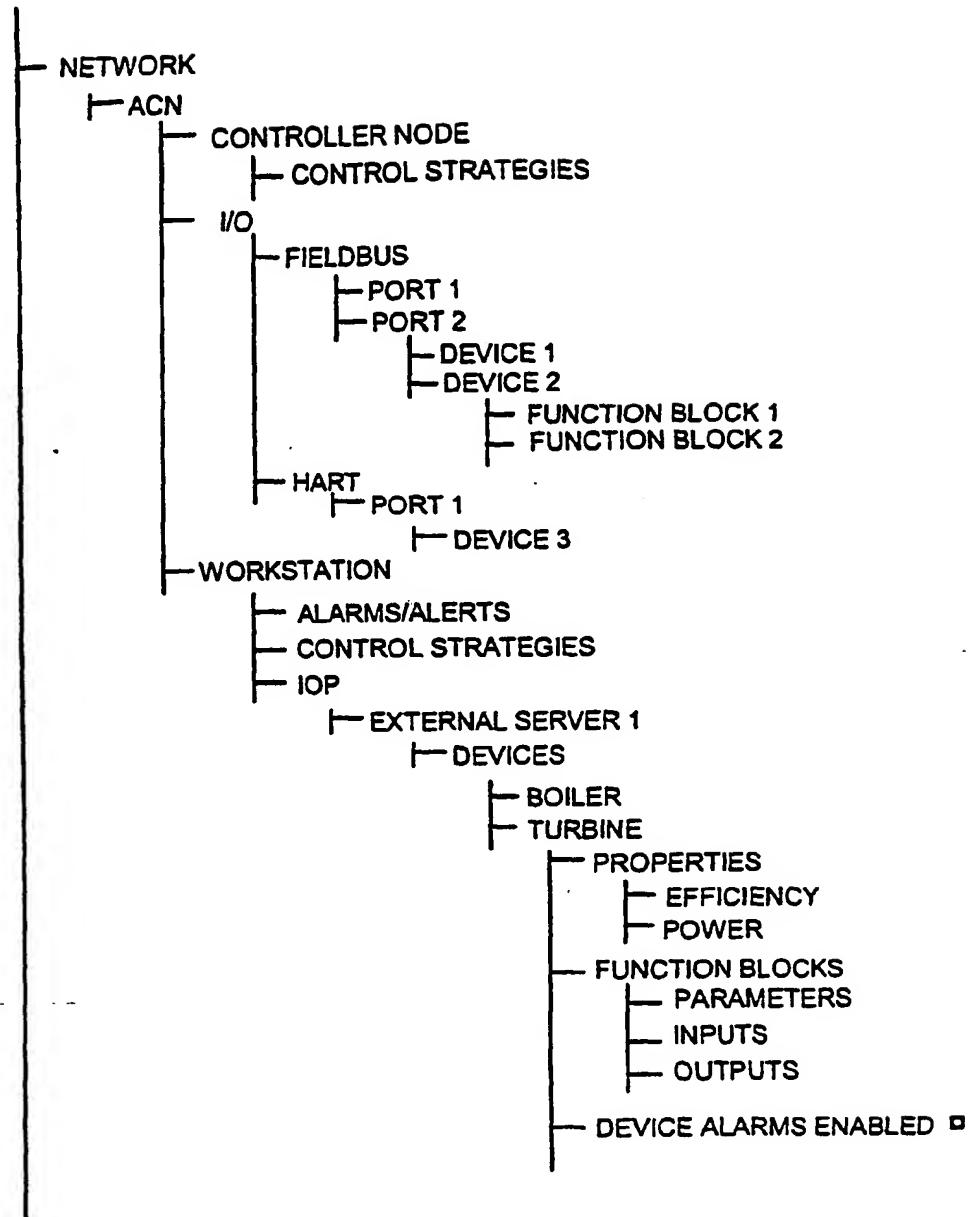 NETWORK
ACN
CONTROLLER NODE
CONTROL STRATEGIES
I/O
FIELDBUS
PORT 1
PORT 2
DEVICE 1
DEVICE 2
FUNCTION BLOCK 1
FUNCTION BLOCK 2
HART
PORT 1
DEVICE 3
WORKSTATION
ALARMS/ALERTS
CONTROL STRATEGIES
IOP
EXTERNAL SERVER 1
DEVICES
BOILER
TURBINE
PROPERTIES
EFFICIENCY
POWER
FUNCTION BLOCKS
PARAMETERS
INPUTS
OUTPUTS
DEVICE ALARMS ENABLED